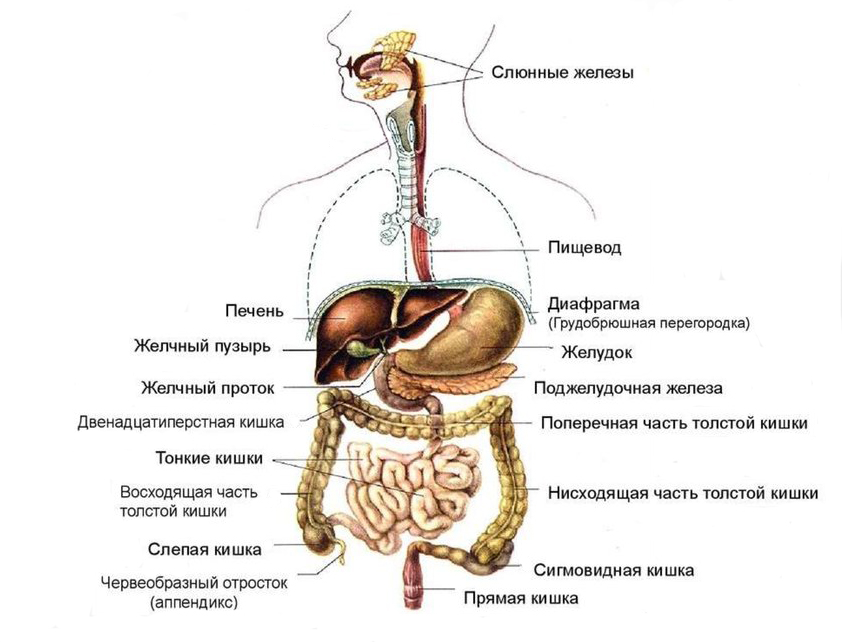 Слюнные железы
Пищевод
Печень
Диафрагма
(Грудобрюшная перегородка)
Желчный пузырь
Желудок
Желчный проток
Поджелудочная железа
Двенадцатиперстная кишка
Поперечная часть толстой кишки
Тонкие кишки
Восходящая часть
толстой кишки
Нисходящая часть толстой кишки
Слепая кишка
Сигмовидная кишка
Червеобразный отросток
(аппендикс)
Прямая кишка